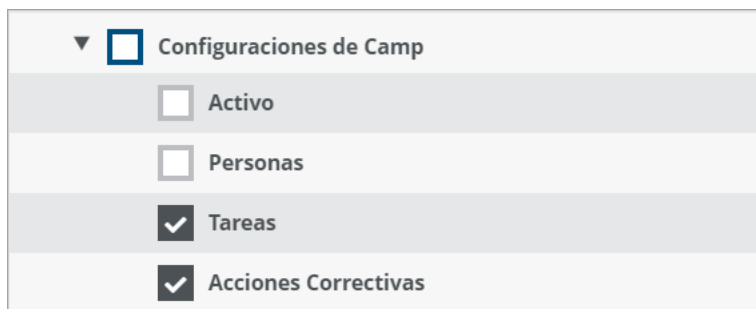 Configuraciones de Camp
Activo
Personas
Tareas
Acciones Correctivas